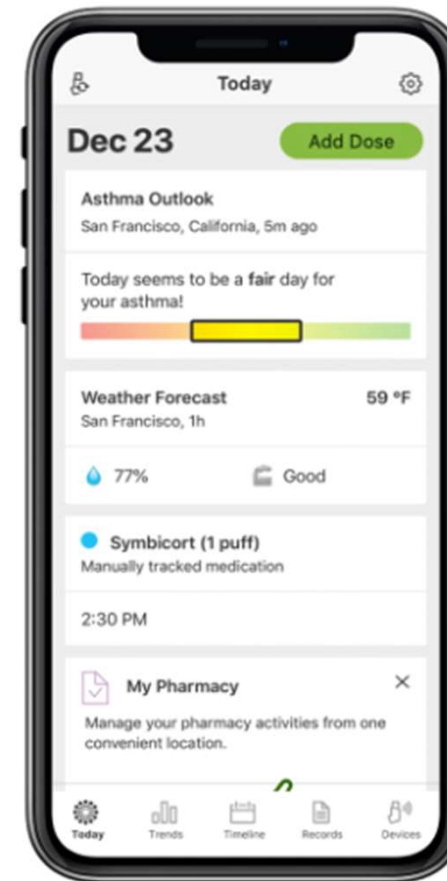 Today
Dec 23
Add Dose
Asthma Outlook
San Francisco, California, 5m ago
Today seems to be a fair day for
your asthma!
Weather Forecast
59 °F
San Francisco, 1h
77%
Good
Symbicort (1 puff)
Manually tracked medication
2:30 PM
My Pharmacy
Manage your pharmacy activities from one
convenient location.
Today
Trends
Timeline
Records
Devices